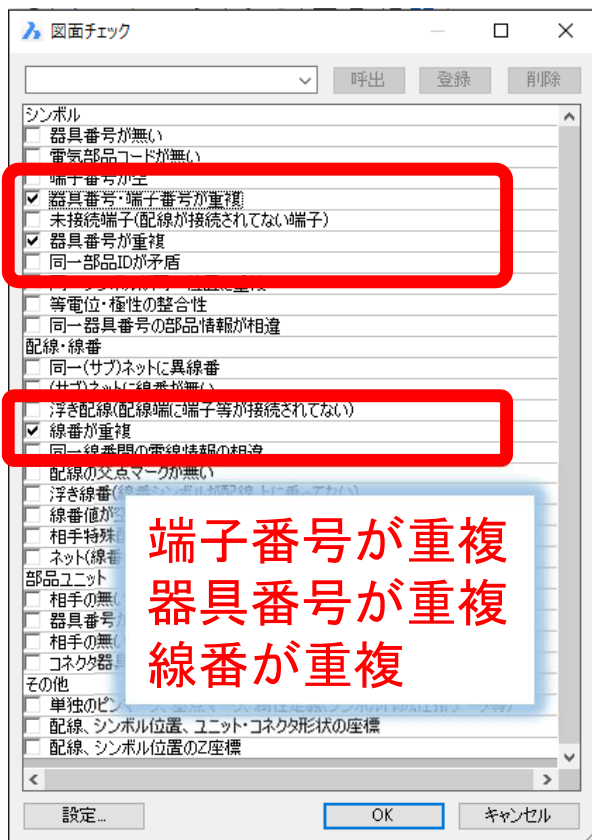 図面チェック
呼出 登録 削除
シンボル
器具番号が無い
電気部品コードが無い
端子番号が空
器具番号・端子番号が重複
未接続端子(配線が接続されてない端子)
器具番号が重複
同一部品IDが矛盾
等電位・極性の整合性
同一器具番号の部品情報が相違
配線・線番
同一(サブ)ネットに異線番
(サブ)ネットに線番が無い
浮き配線(配線端に端子等が接続されてない)
線番が重複
同一線番間の電線情報の相違
配線の交点マークが無い
浮き線番(線番シンボルが配線上に乗ってない)
線番値が
相手特殊
ネット(線番
部品ユニット
相手の無
器具番号
相手の無
コネクタ器具
その他
単独のピン
配線、シンボル位置、ユニット・コネクタ形状の座標
配線、シンボル位置のZ座標
端子番号が重複
器具番号が重複
線番が重複
設定... OK キャンセル